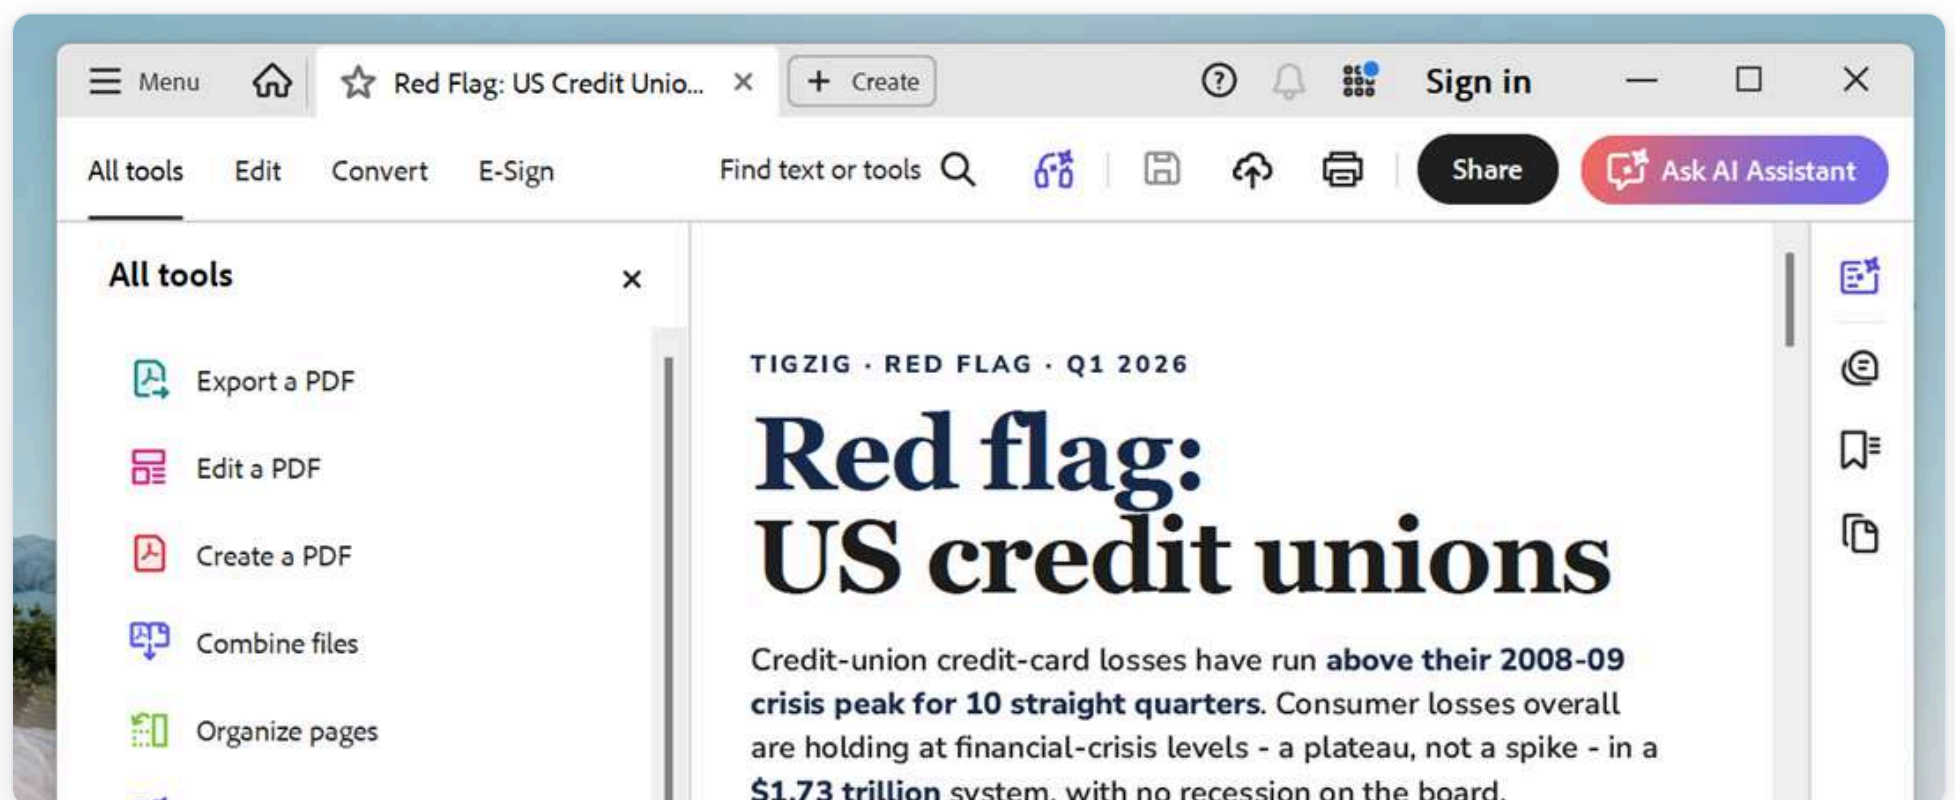 Menu
Red Flag: US Credit Unio...
Create
Sign in
All tools
Edit
Convert
E-Sign
Find text or tools
Share
Ask AI Assistant
All tools
Export a PDF
Edit a PDF
Create a PDF
Combine files
Organize pages
TIGZIG · RED FLAG · Q1 2026
Red flag:
US credit unions
Credit-union credit-card losses have run above their 2008-09
crisis peak for 10 straight quarters. Consumer losses overall
are holding at financial-crisis levels - a plateau, not a spike - in a
$1.73 trillion system, with no recession on the board.